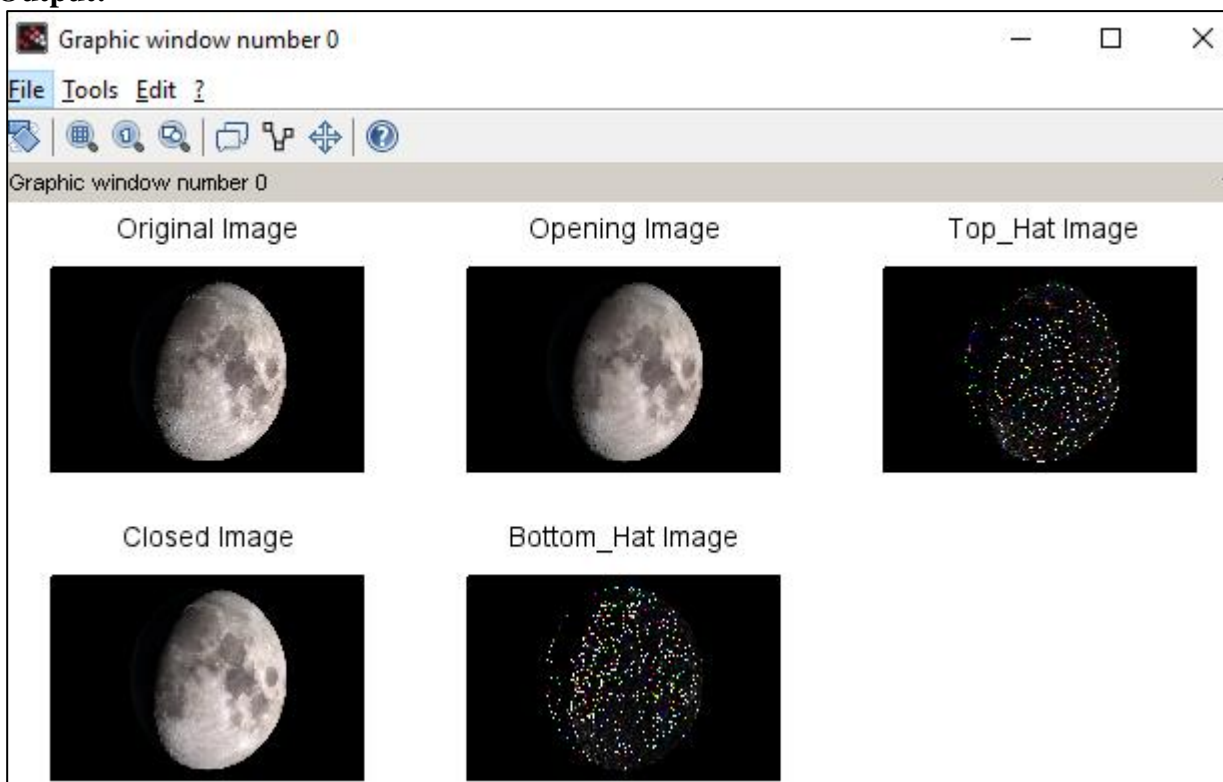 Output:
Graphic window number 0
File Tools Edit ?
Graphic window number 0
Original Image Opening Image Top_Hat Image
Closed Image Bottom_Hat Image